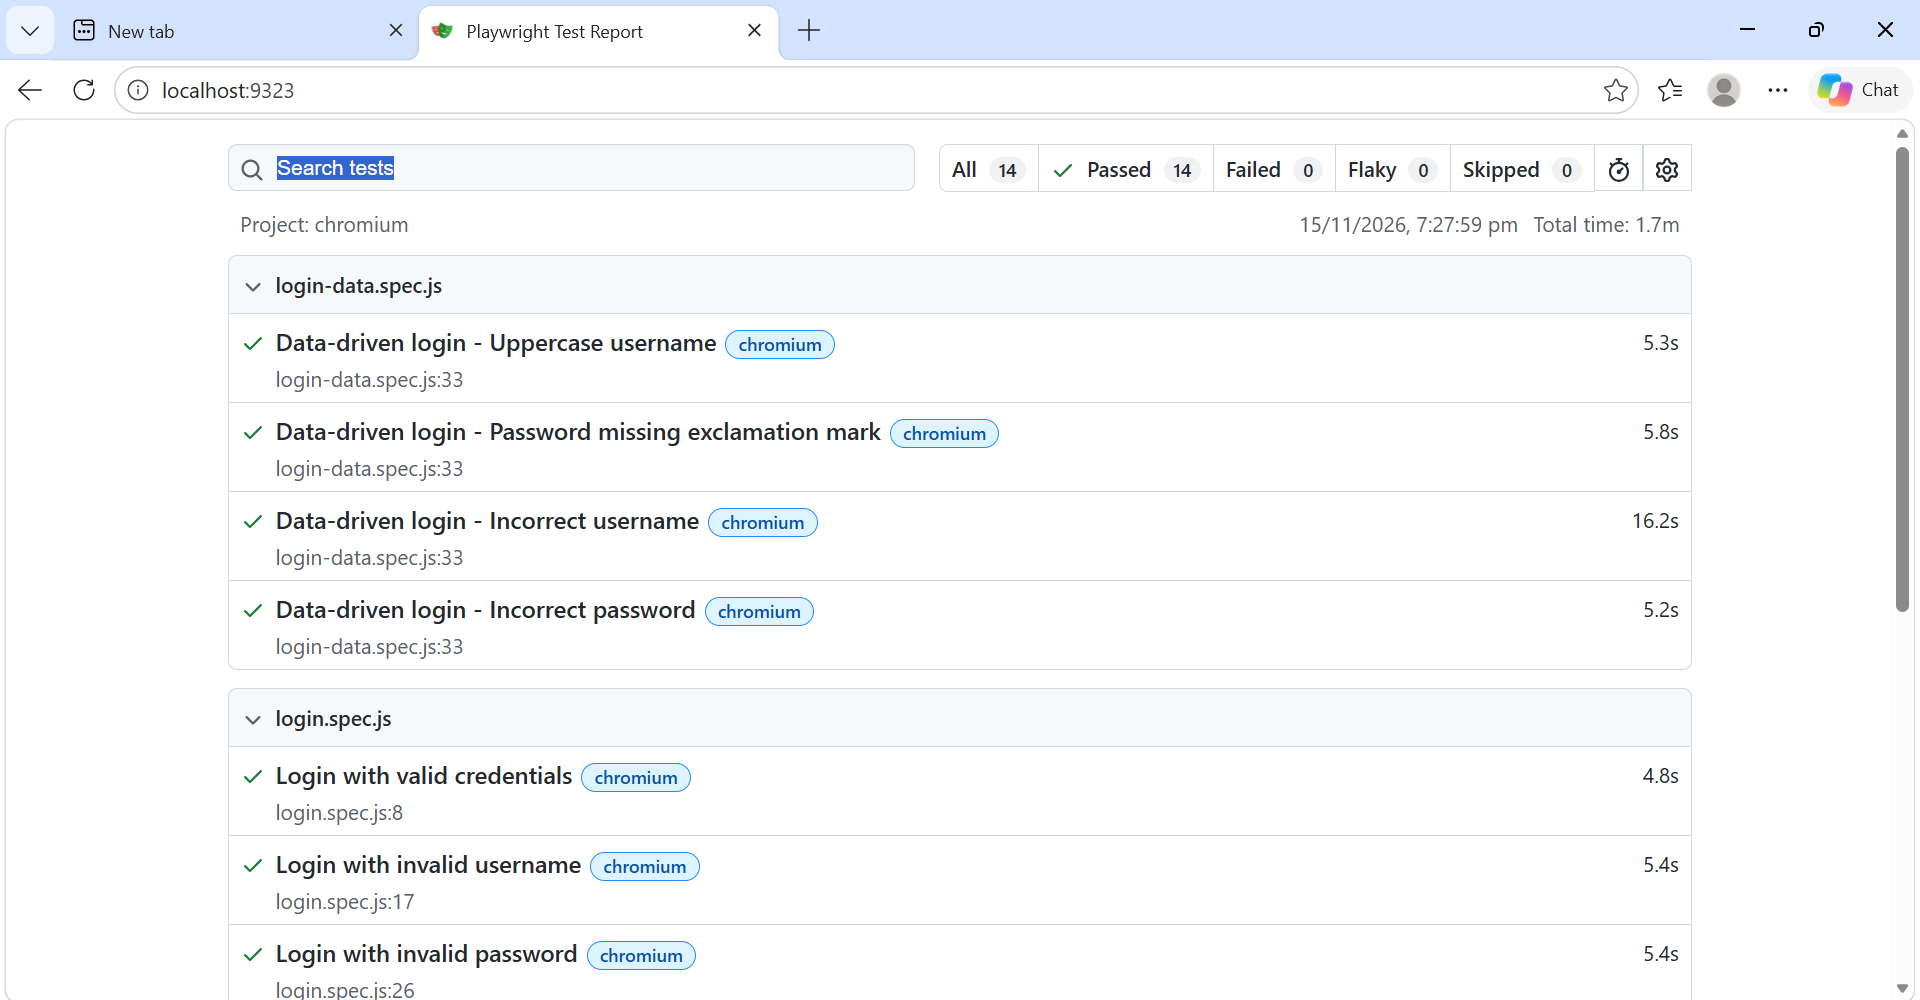 New tab
Playwright Test Report
localhost:9323
Chat
Search tests
All 14
Passed 14
Failed 0
Flaky 0
Skipped 0
Project: chromium
15/11/2026, 7:27:59 pm Total time: 1.7m
login-data.spec.js
Data-driven login - Uppercase username chromium 5.3s
login-data.spec.js:33
Data-driven login - Password missing exclamation mark chromium 5.8s
login-data.spec.js:33
Data-driven login - Incorrect username chromium 16.2s
login-data.spec.js:33
Data-driven login - Incorrect password chromium 5.2s
login-data.spec.js:33
login.spec.js
Login with valid credentials chromium 4.8s
login.spec.js:8
Login with invalid username chromium 5.4s
login.spec.js:17
Login with invalid password chromium 5.4s
login.spec.js:26